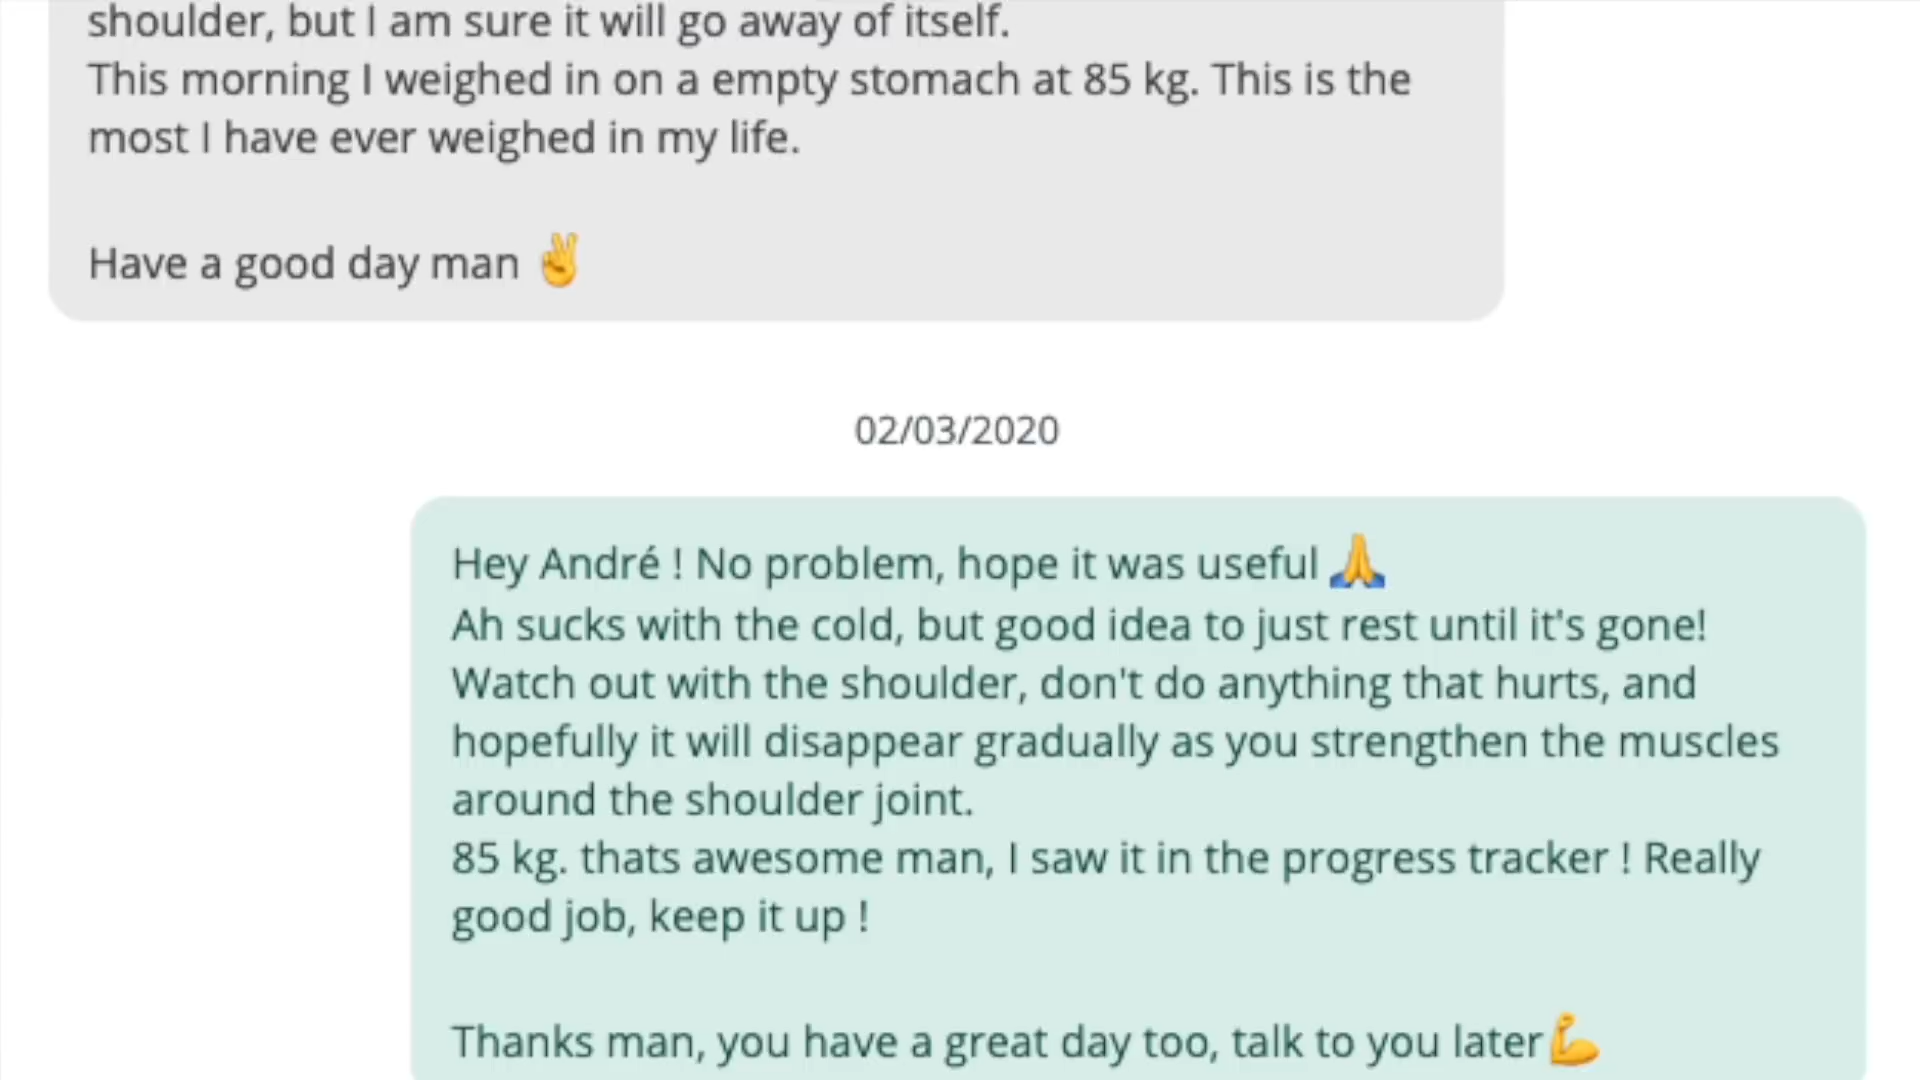 shoulder, but I am sure it will go away of itself.
This morning I weighed in on a empty stomach at 85 kg. This is the
most I have ever weighed in my life.
Have a good day man ✌️
02/03/2020
Hey André ! No problem, hope it was useful 🙏
Ah sucks with the cold, but good idea to just rest until it's gone!
Watch out with the shoulder, don't do anything that hurts, and
hopefully it will disappear gradually as you strengthen the muscles
around the shoulder joint.
85 kg. thats awesome man, I saw it in the progress tracker ! Really
good job, keep it up !
Thanks man, you have a great day too, talk to you later💪